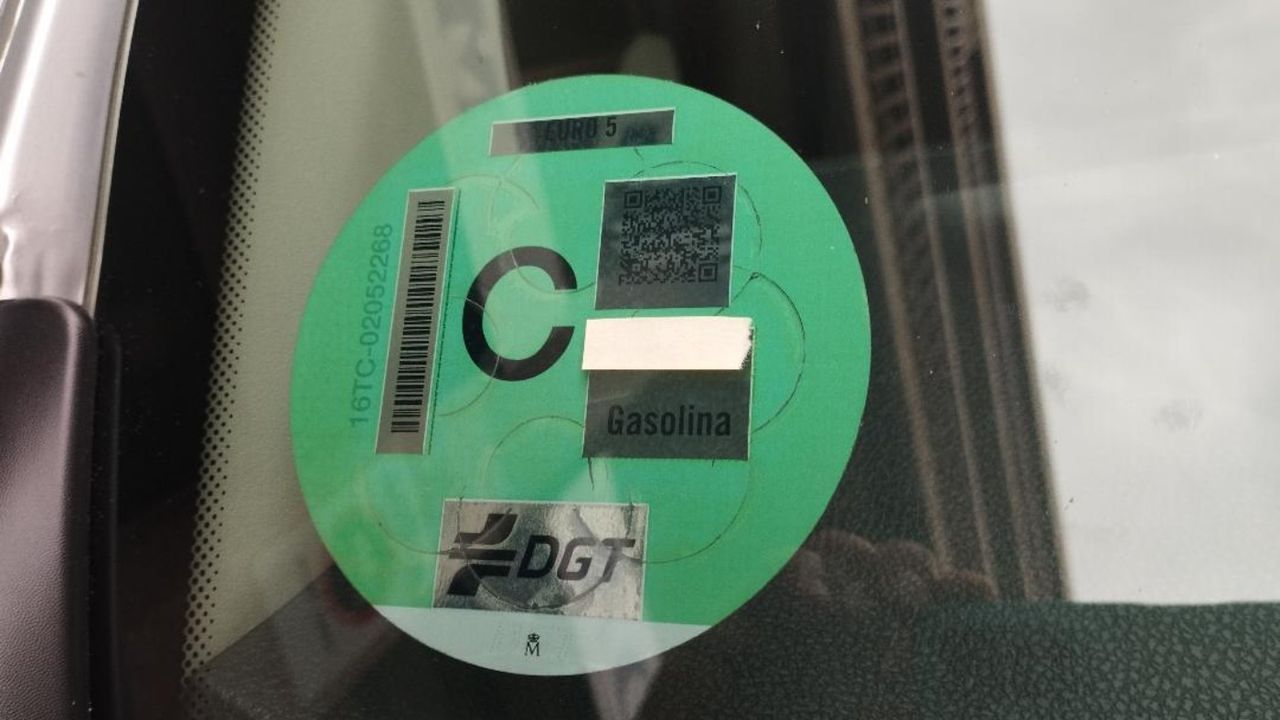 EURO 5
16TC-02052268
C
Gasolina
DGT
M